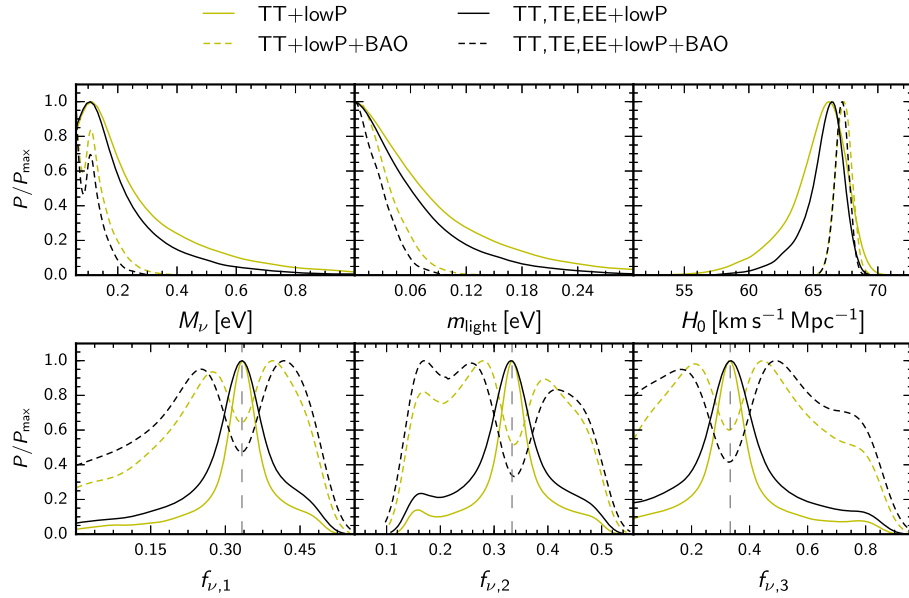 TT+lowP
TT,TE,EE+lowP
TT+lowP+BAO
TT,TE,EE+lowP+BAO
P/P_max
1.0
0.8
0.6
0.4
0.2
0.0
0.2 0.4 0.6 0.8
M_ν [eV]
0.06 0.12 0.18 0.24
m_light [eV]
55 60 65 70
H_0 [km s^−1 Mpc^−1]
P/P_max
1.0
0.8
0.6
0.4
0.2
0.0
0.15 0.30 0.45
f_ν,1
0.1 0.2 0.3 0.4 0.5
f_ν,2
0.2 0.4 0.6 0.8
f_ν,3